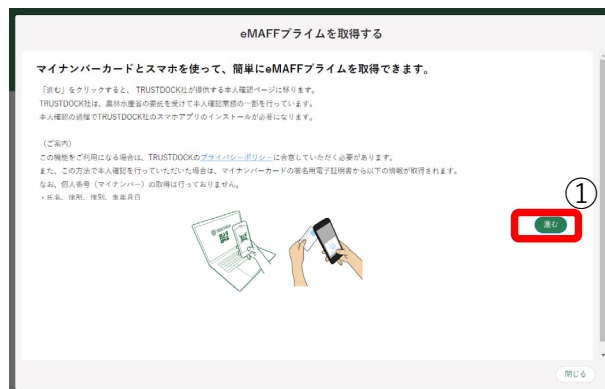 eMAFFプライムを取得する
マイナンバーカードとスマホを使って、簡単にeMAFFプライムを取得できます。
「進む」をクリックすると、TRUSTDOCK社が提供する本人確認ページに移ります。
TRUSTDOCK社は、農林水産省の委託を受けて本人確認業務の一部を行っています。
本人確認の過程でTRUSTDOCK社のスマホアプリのインストールが必要になります。
（ご案内）
この機能をご利用になる場合は、TRUSTDOCKのプライバシーポリシーに合意していただく必要があります。
また、この方法で本人確認を行っていただいた場合は、マイナンバーカードの署名用電子証明書から以下の情報が取得されます。
なお、個人番号（マイナンバー）の取得は行っておりません。
・氏名、住所、性別、生年月日
①
進む
閉じる